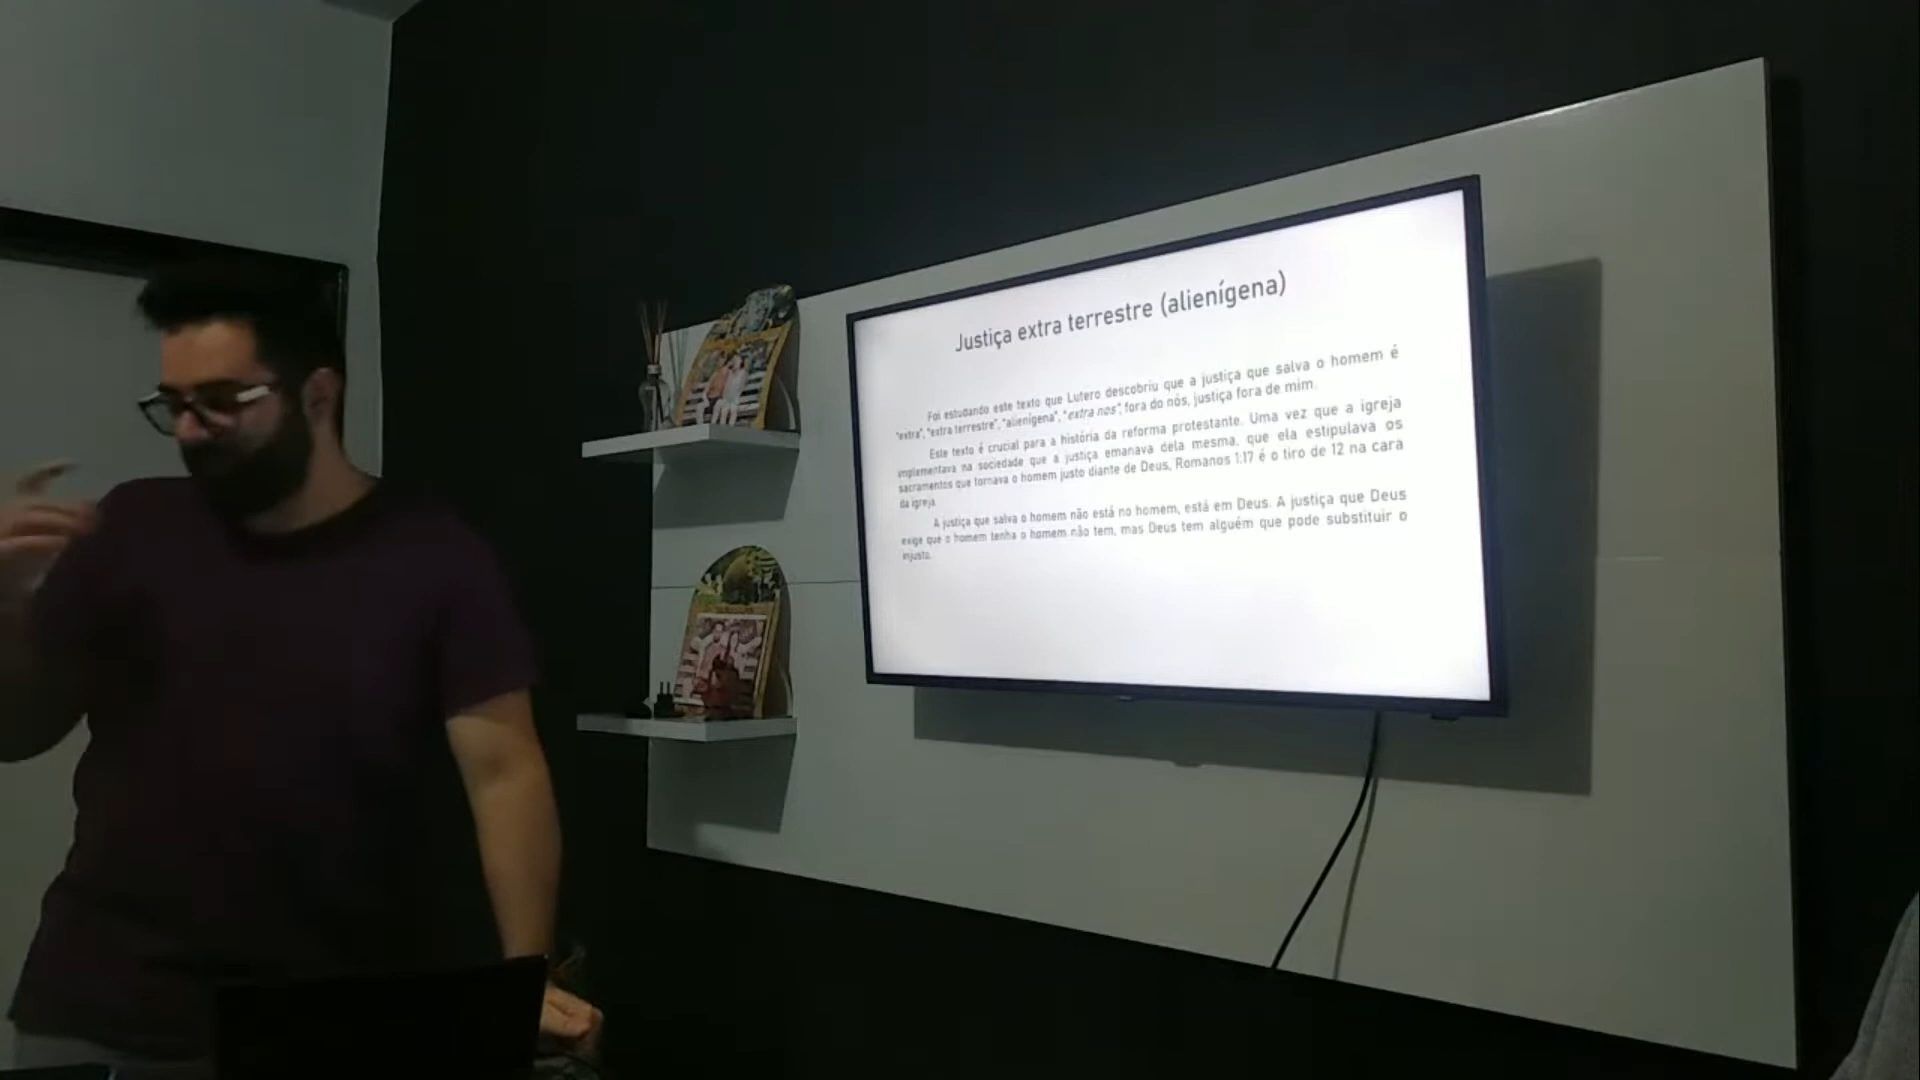 Justiça extra terrestre (alienígena)
Foi estudando este texto que Lutero descobriu que a justiça que salva o homem é
"extra", "extra terrestre", "alienígena", "extra nos", fora do nós, justiça fora de mim.
Este texto é crucial para a história da reforma protestante. Uma vez que a igreja
implementava na sociedade que a justiça emanava dela mesma, que ela estipulava os
sacramentos que tornava o homem justo diante de Deus, Romanos 1:17 é o tiro de 12 na cara
da igreja.
A justiça que salva o homem não está no homem, está em Deus. A justiça que Deus
exige que o homem tenha o homem não tem, mas Deus tem alguém que pode substituir o
injusto.